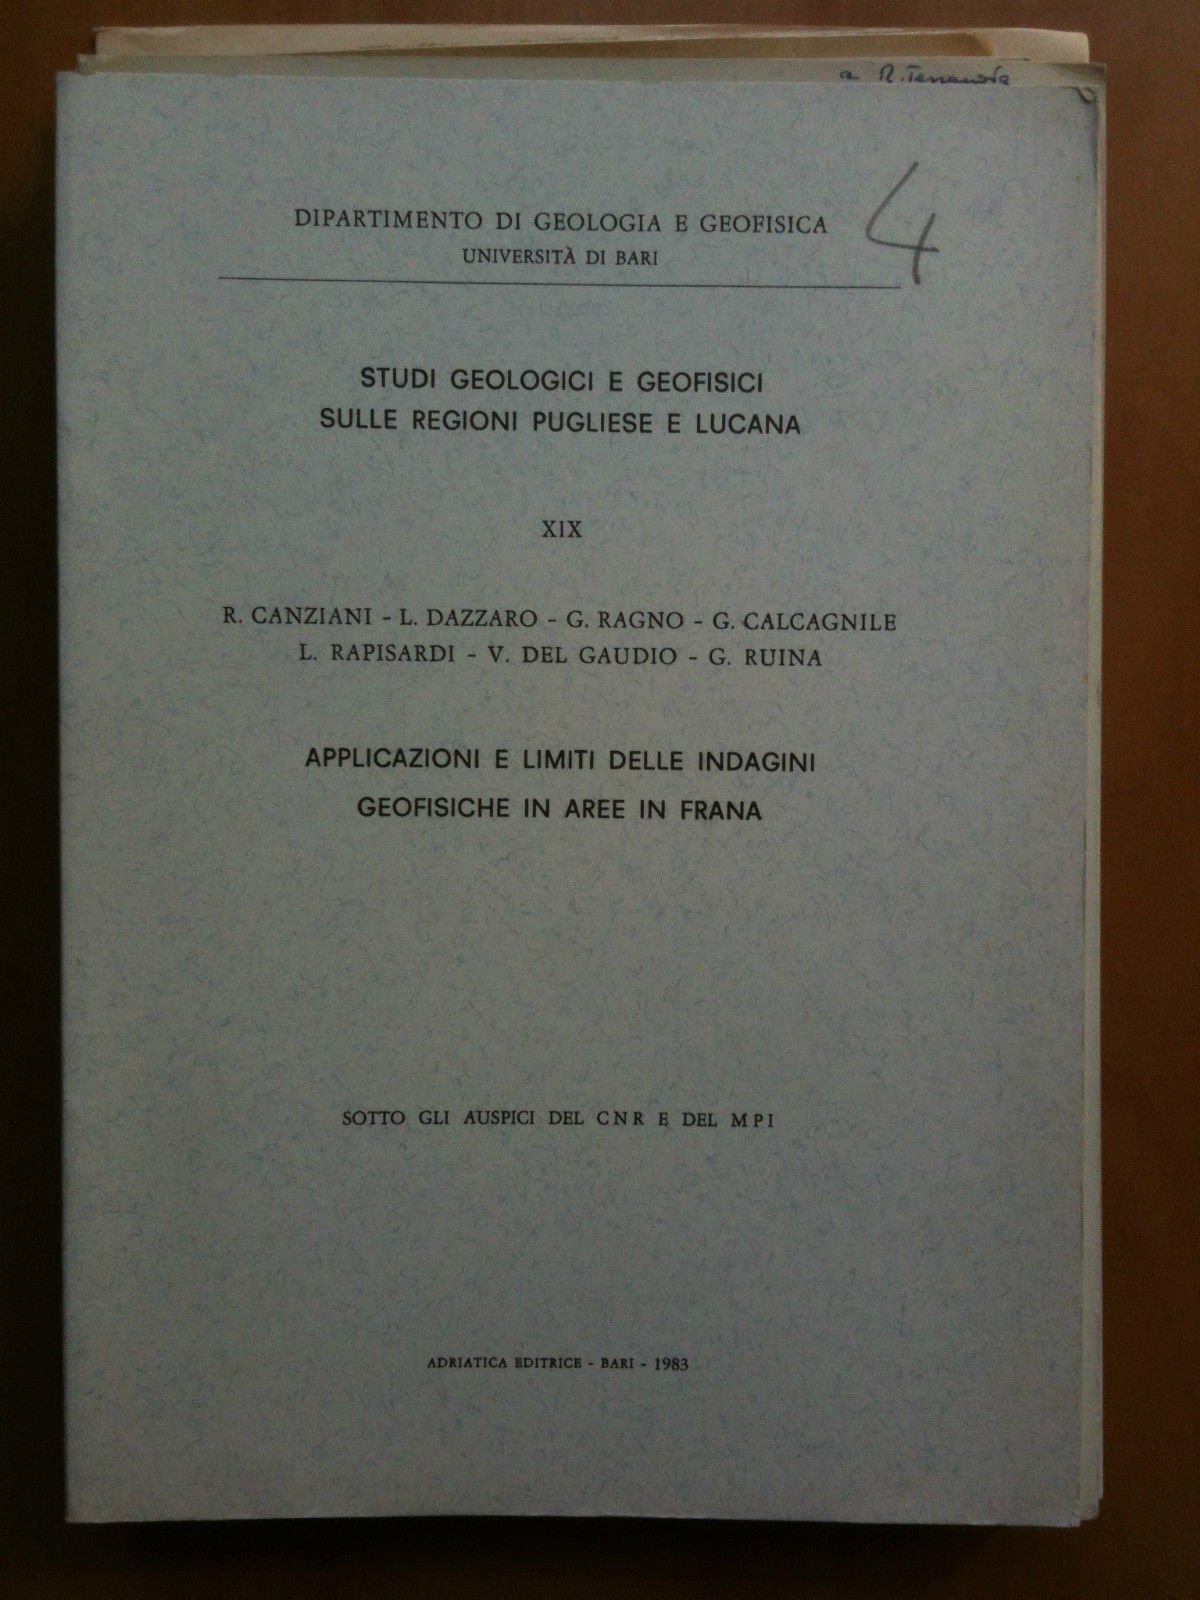 a R. Terranova
4
DIPARTIMENTO DI GEOLOGIA E GEOFISICA
UNIVERSITÀ DI BARI
STUDI GEOLOGICI E GEOFISICI
SULLE REGIONI PUGLIESE E LUCANA
XIX
R. CANZIANI - L. DAZZARO - G. RAGNO - G. CALCAGNILE
L. RAPISARDI - V. DEL GAUDIO - G. RUINA
APPLICAZIONI E LIMITI DELLE INDAGINI
GEOFISICHE IN AREE IN FRANA
SOTTO GLI AUSPICI DEL CNR E DEL MPI
ADRIATICA EDITRICE - BARI - 1983